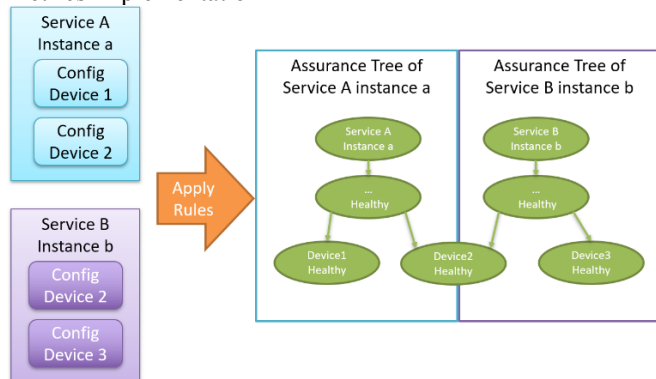 Service A
Instance a
Config
Device 1
Config
Device 2
Service B
Instance b
Config
Device 2
Config
Device 3
Apply
Rules
Assurance Tree of
Service A instance a
Service A
Instance a
...
Healthy
Device1
Healthy
Device2
Healthy
Assurance Tree of
Service B instance b
Service B
Instance b
...
Healthy
Device3
Healthy